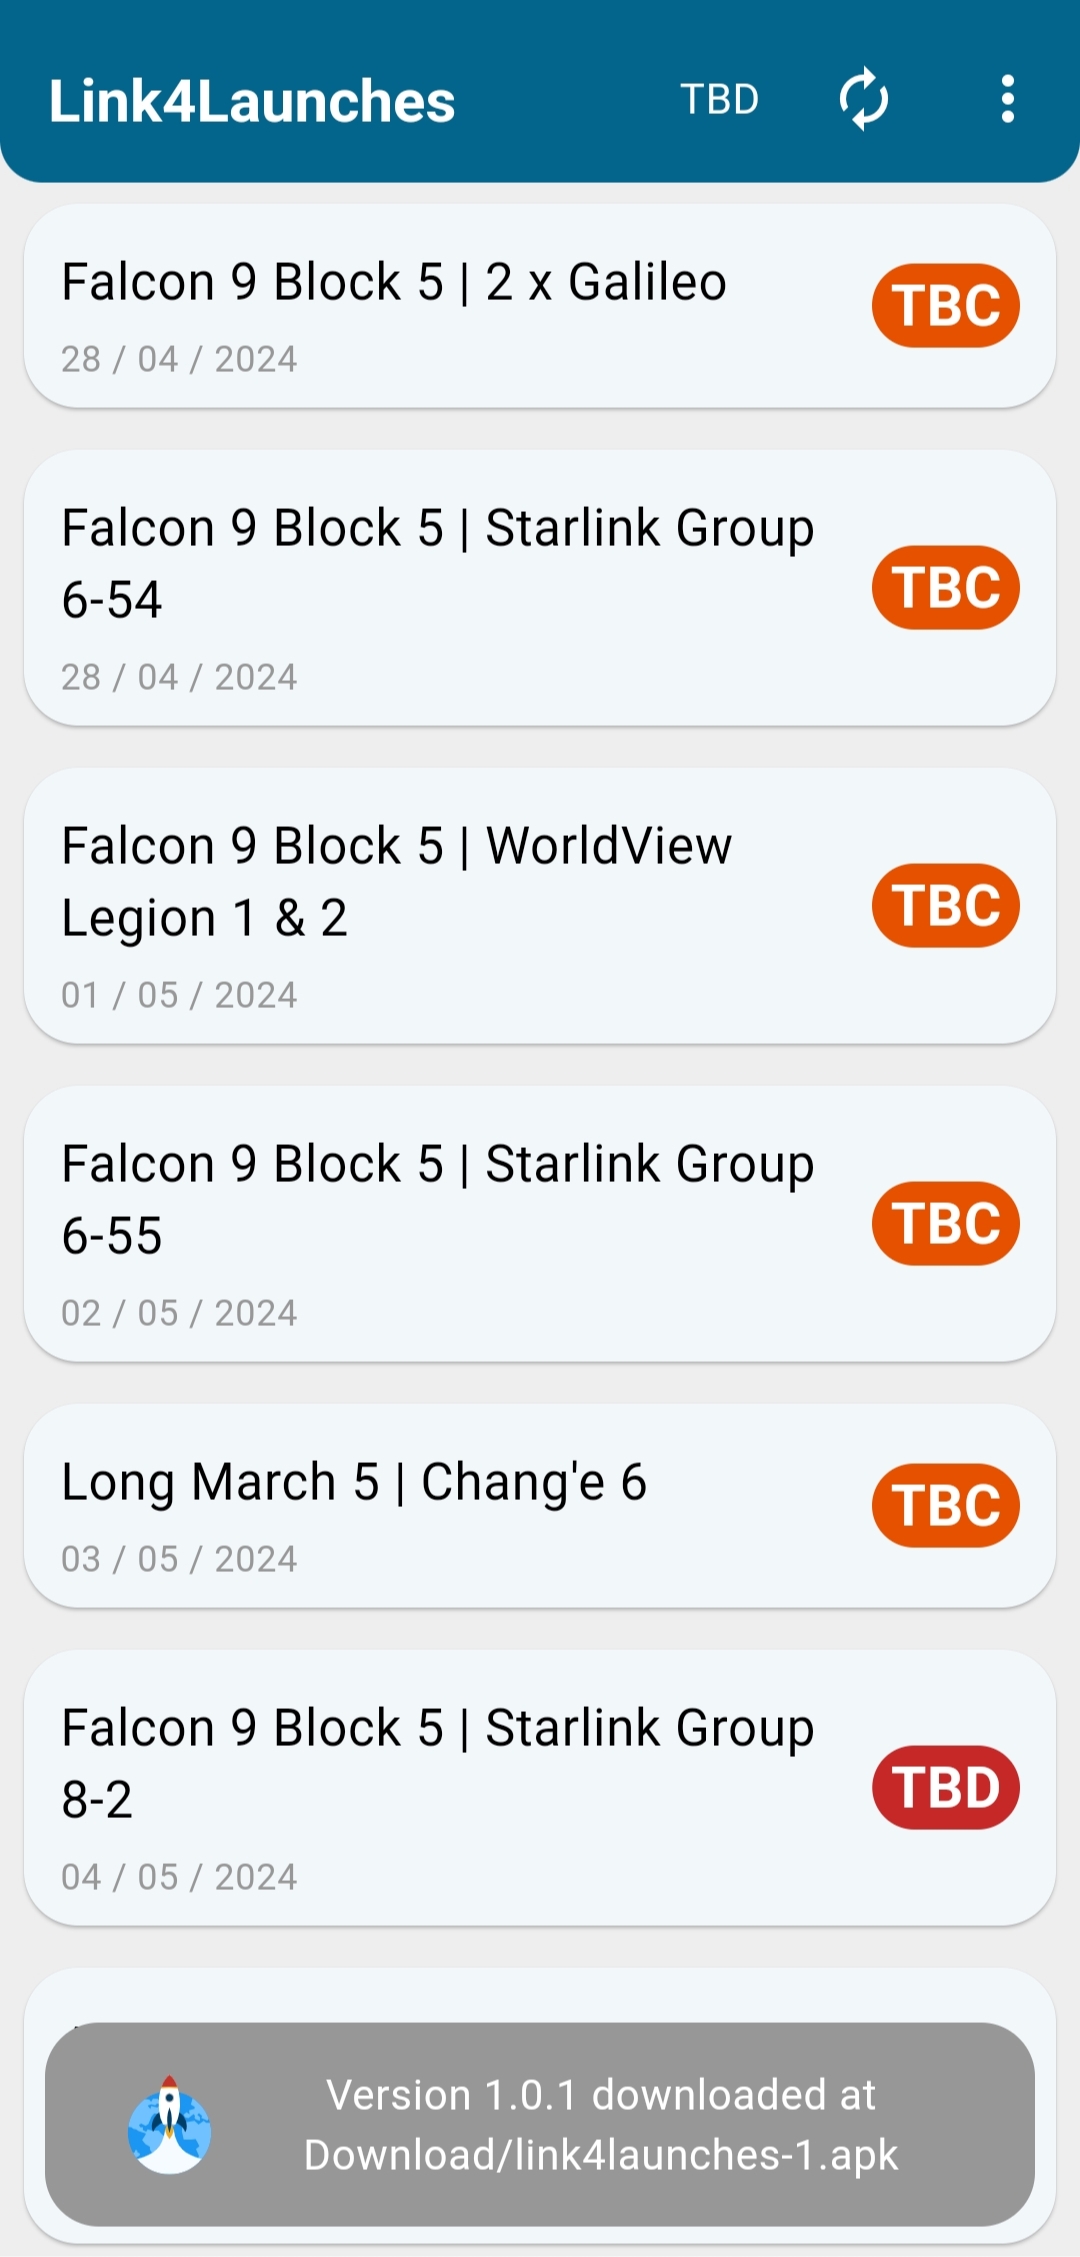 Link4Launches
TBD
Falcon 9 Block 5 | 2 x Galileo
TBC
28 / 04 / 2024
Falcon 9 Block 5 | Starlink Group
6-54
TBC
28 / 04 / 2024
Falcon 9 Block 5 | WorldView
Legion 1 & 2
TBC
01 / 05 / 2024
Falcon 9 Block 5 | Starlink Group
6-55
TBC
02 / 05 / 2024
Long March 5 | Chang'e 6
TBC
03 / 05 / 2024
Falcon 9 Block 5 | Starlink Group
8-2
TBD
04 / 05 / 2024
Version 1.0.1 downloaded at
Download/link4launches-1.apk